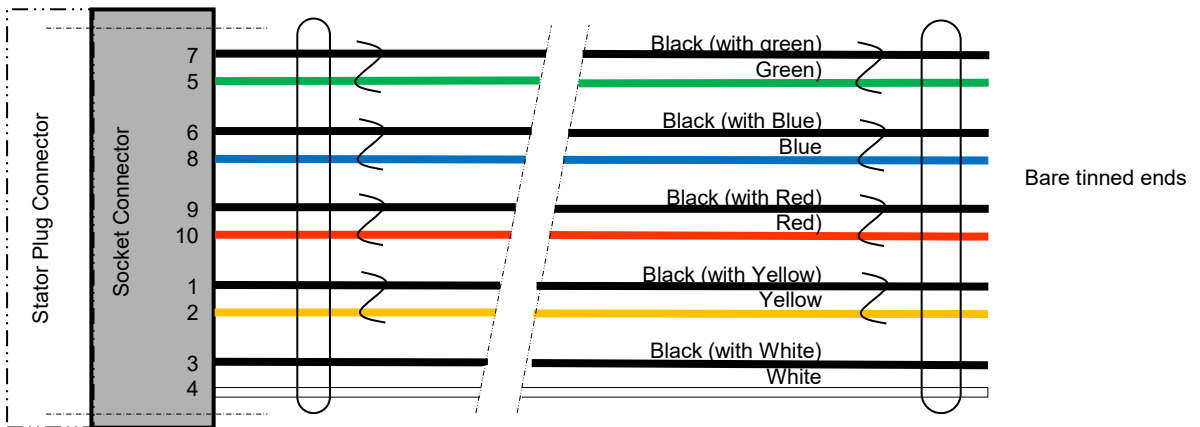 Stator Plug Connector
Socket Connector
7
Black (with green)
5
Green)
6
Black (with Blue)
8
Blue
9
Black (with Red)
10
Red)
1
Black (with Yellow)
2
Yellow
3
Black (with White)
4
White
Bare tinned ends